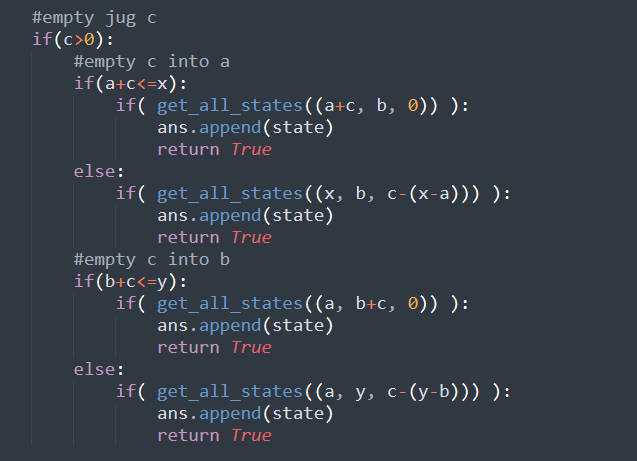 #empty jug c
if(c>0):
    #empty c into a
    if(a+c<=x):
        if( get_all_states((a+c, b, 0)) ):
            ans.append(state)
            return True
    else:
        if( get_all_states((x, b, c-(x-a))) ):
            ans.append(state)
            return True
    #empty c into b
    if(b+c<=y):
        if( get_all_states((a, b+c, 0)) ):
            ans.append(state)
            return True
    else:
        if( get_all_states((a, y, c-(y-b))) ):
            ans.append(state)
            return True